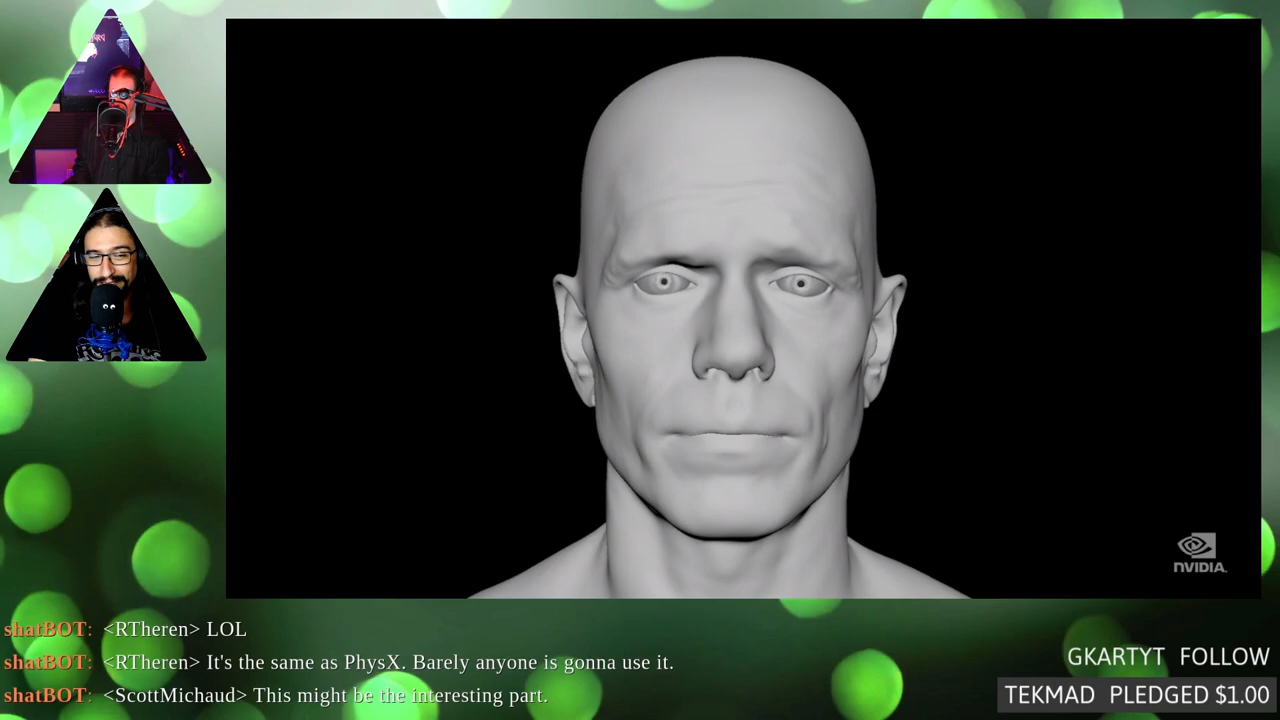 NVIDIA.
shatBOT: <RTheren> LOL
shatBOT: <RTheren> It's the same as PhysX. Barely anyone is gonna use it.
shatBOT: <ScottMichaud> This might be the interesting part.
GKARTYT FOLLOW
TEKMAD PLEDGED $1.00